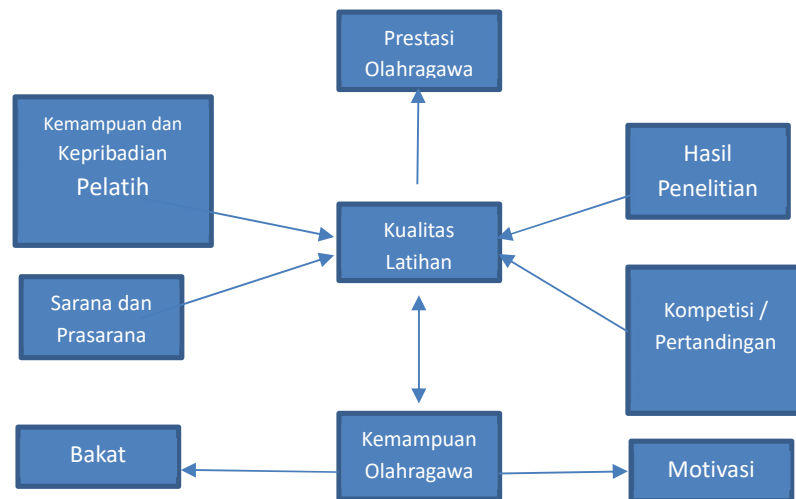 Prestasi
Olahragawa
Kemampuan dan
Kepribadian
Pelatih
Hasil
Penelitian
Kualitas
Latihan
Sarana dan
Prasarana
Kompetisi /
Pertandingan
Bakat
Kemampuan
Olahragawa
Motivasi